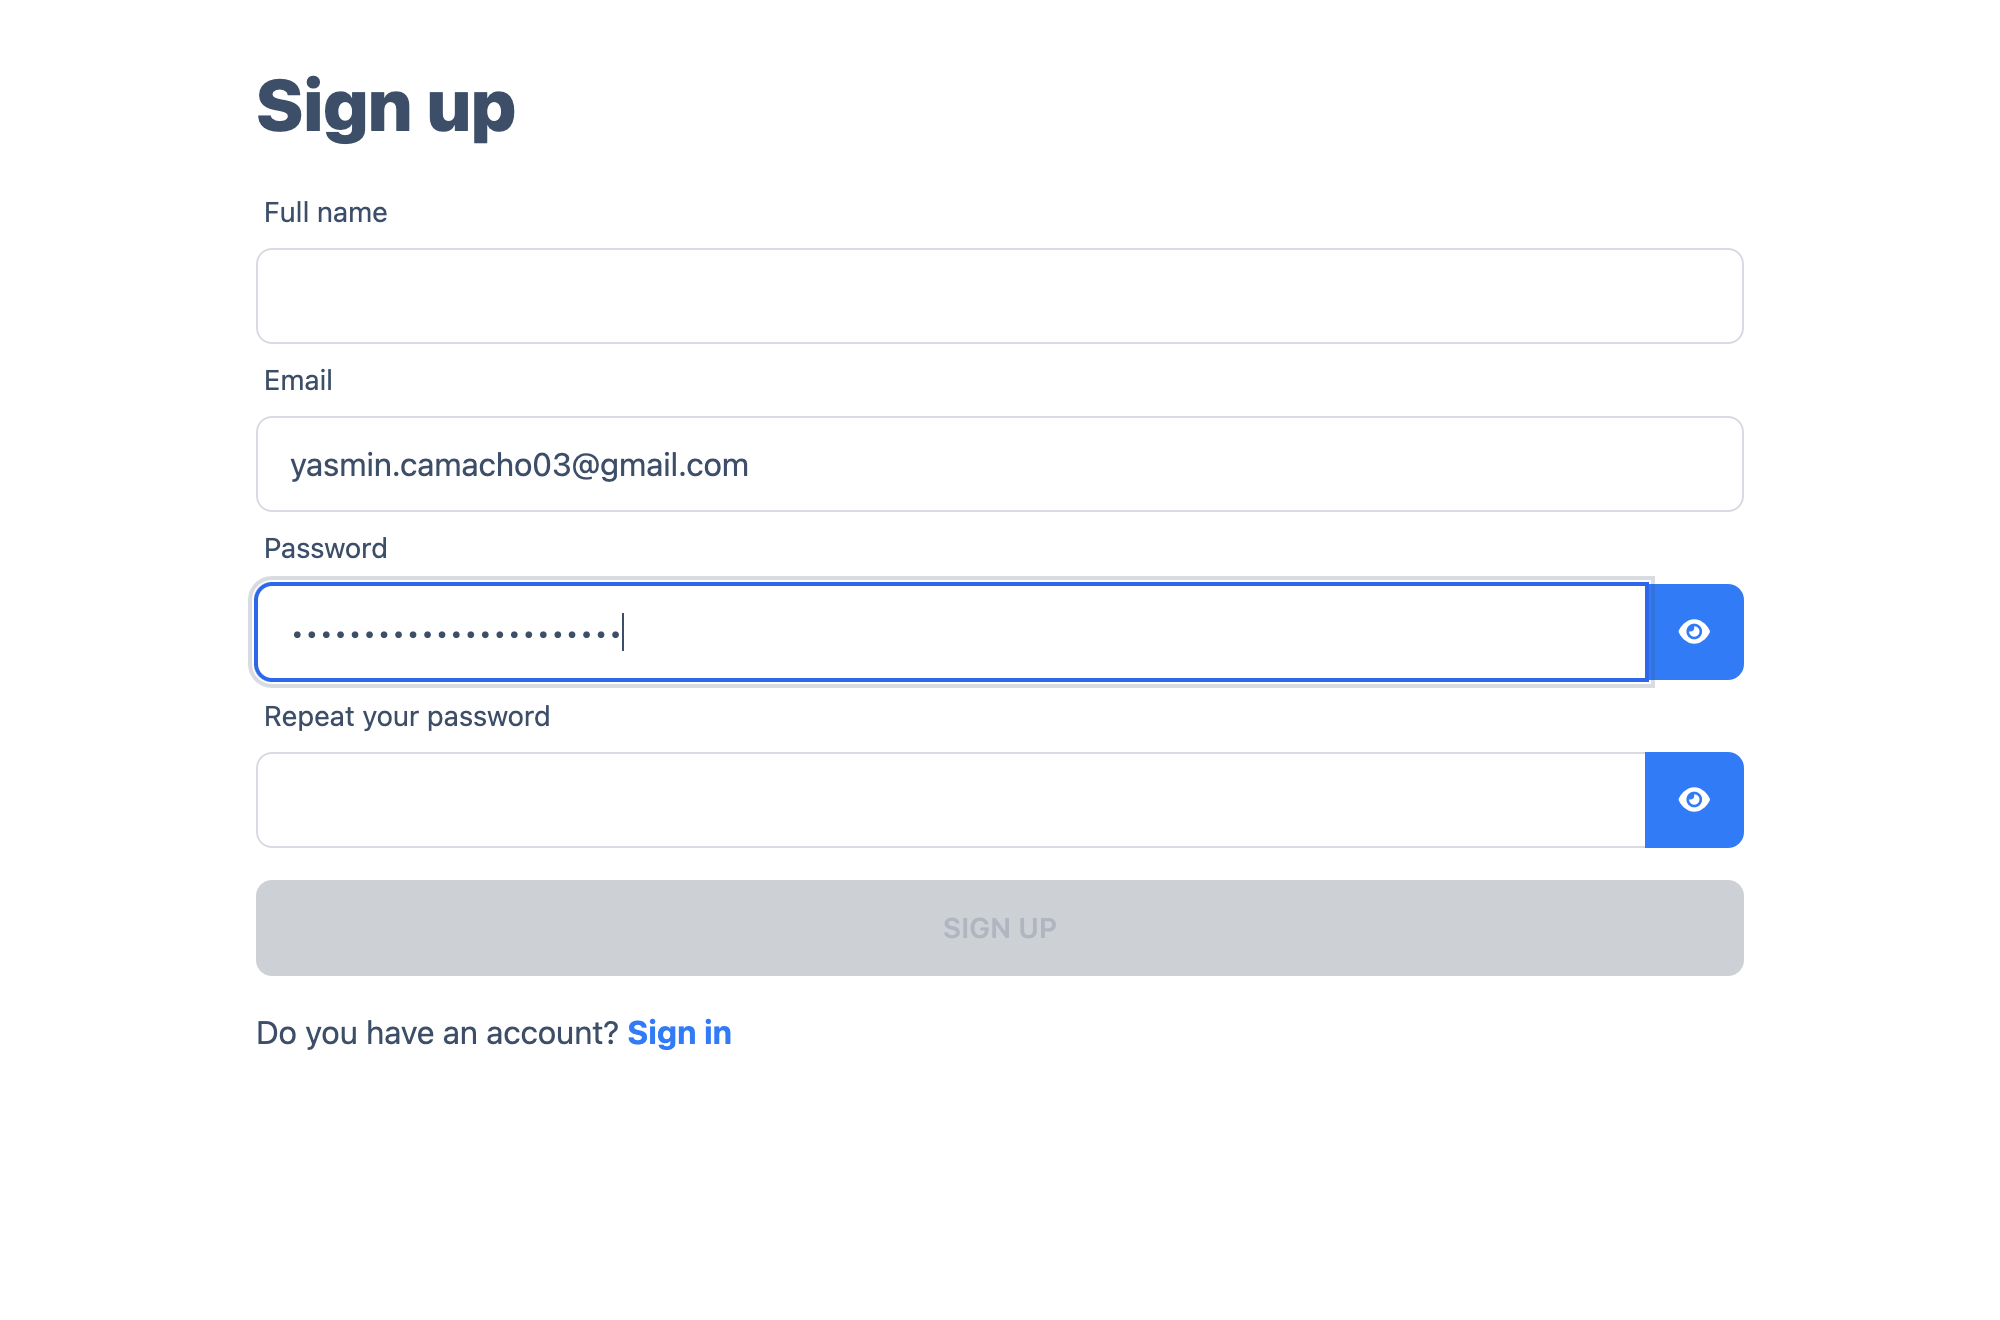 Sign up
Full name
Email
yasmin.camacho03@gmail.com
Password
•••••••••••••••••••••••
Repeat your password
SIGN UP
Do you have an account? Sign in